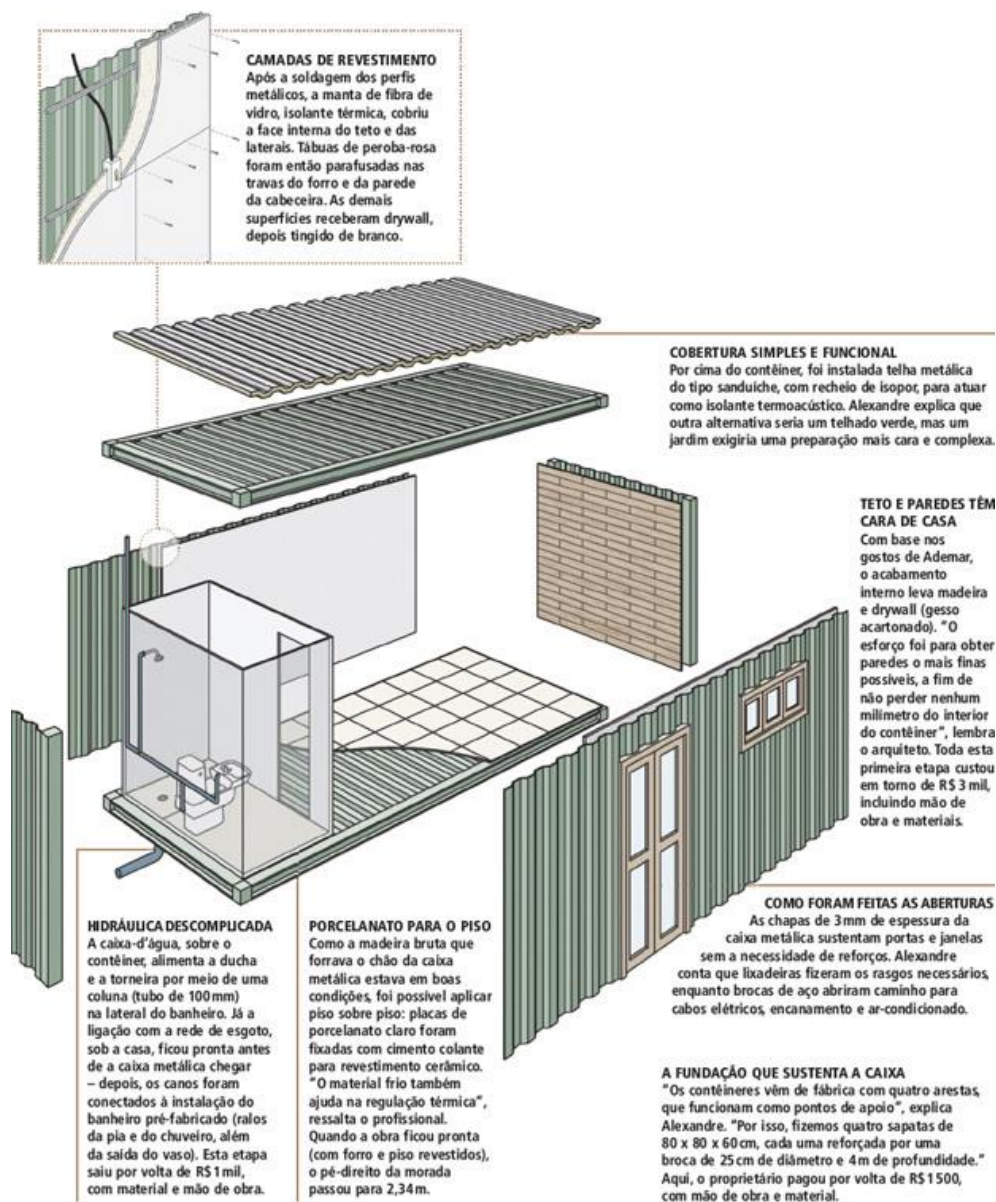 CAMADAS DE REVESTIMENTO
Após a soldagem dos perfis
metálicos, a manta de fibra de
vidro, isolante térmica, cobriu
a face interna do teto e das
laterais. Tábuas de peroba-rosa
foram então parafusadas nas
travas do forro e da parede
da cabeceira. As demais
superfícies receberam drywall,
depois tingido de branco.
COBERTURA SIMPLES E FUNCIONAL
Por cima do contêiner, foi instalada telha metálica
do tipo sanduíche, com recheio de isopor, para atuar
como isolante termoacústico. Alexandre explica que
outra alternativa seria um telhado verde, mas um
jardim exigiria uma preparação mais cara e complexa.
TETO E PAREDES TÊM
CARA DE CASA
Com base nos
gostos de Ademar,
o acabamento
interno leva madeira
e drywall (gesso
acartonado). "O
esforço foi para obter
paredes o mais finas
possíveis, a fim de
não perder nenhum
milímetro do interior
do contêiner", lembra
o arquiteto. Toda esta
primeira etapa custou
em torno de R$ 3 mil,
incluindo mão de
obra e materiais.
HIDRÁULICA DESCOMPLICADA
A caixa-d'água, sobre o
contêiner, alimenta a ducha
e a torneira por meio de uma
coluna (tubo de 100 mm)
na lateral do banheiro. Já a
ligação com a rede de esgoto,
sob a casa, ficou pronta antes
de a caixa metálica chegar
– depois, os canos foram
conectados à instalação do
banheiro pré-fabricado (ralos
da pia e do chuveiro, além
da saída do vaso). Esta etapa
saiu por volta de R$ 1 mil,
com material e mão de obra.
PORCELANATO PARA O PISO
Como a madeira bruta que
forrava o chão da caixa
metálica estava em boas
condições, foi possível aplicar
piso sobre piso: placas de
porcelanato claro foram
fixadas com cimento colante
para revestimento cerâmico.
"O material frio também
ajuda na regulação térmica",
ressalta o profissional.
Quando a obra ficou pronta
(com forro e piso revestidos),
o pé-direito da morada
passou para 2,34 m.
COMO FORAM FEITAS AS ABERTURAS
As chapas de 3 mm de espessura da
caixa metálica sustentam portas e janelas
sem a necessidade de reforços. Alexandre
conta que lixadeiras fizeram os rasgos necessários,
enquanto brocas de aço abriram caminho para
cabos elétricos, encanamento e ar-condicionado.
A FUNDAÇÃO QUE SUSTENTA A CAIXA
"Os contêineres vêm de fábrica com quatro arestas,
que funcionam como pontos de apoio", explica
Alexandre. "Por isso, fizemos quatro sapatas de
80 x 80 x 60 cm, cada uma reforçada por uma
broca de 25 cm de diâmetro e 4 m de profundidade."
Aqui, o proprietário pagou por volta de R$ 1 500,
com mão de obra e material.